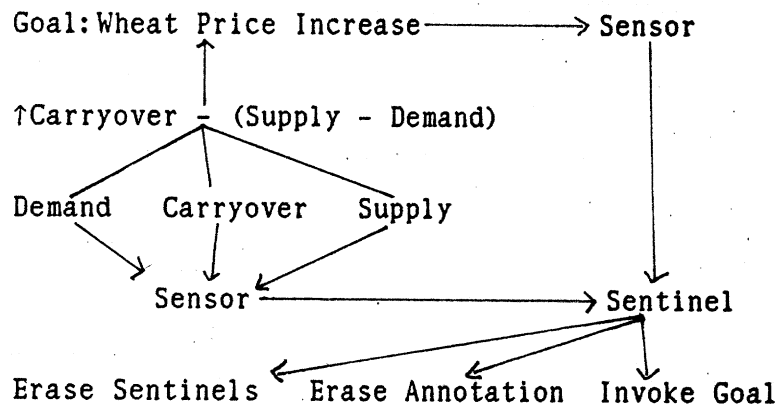 Goal: Wheat Price Increase Sensor
↑Carryover - (Supply - Demand)
Demand Carryover Supply
Sensor Sentinel
Erase Sentinels Erase Annotation Invoke Goal